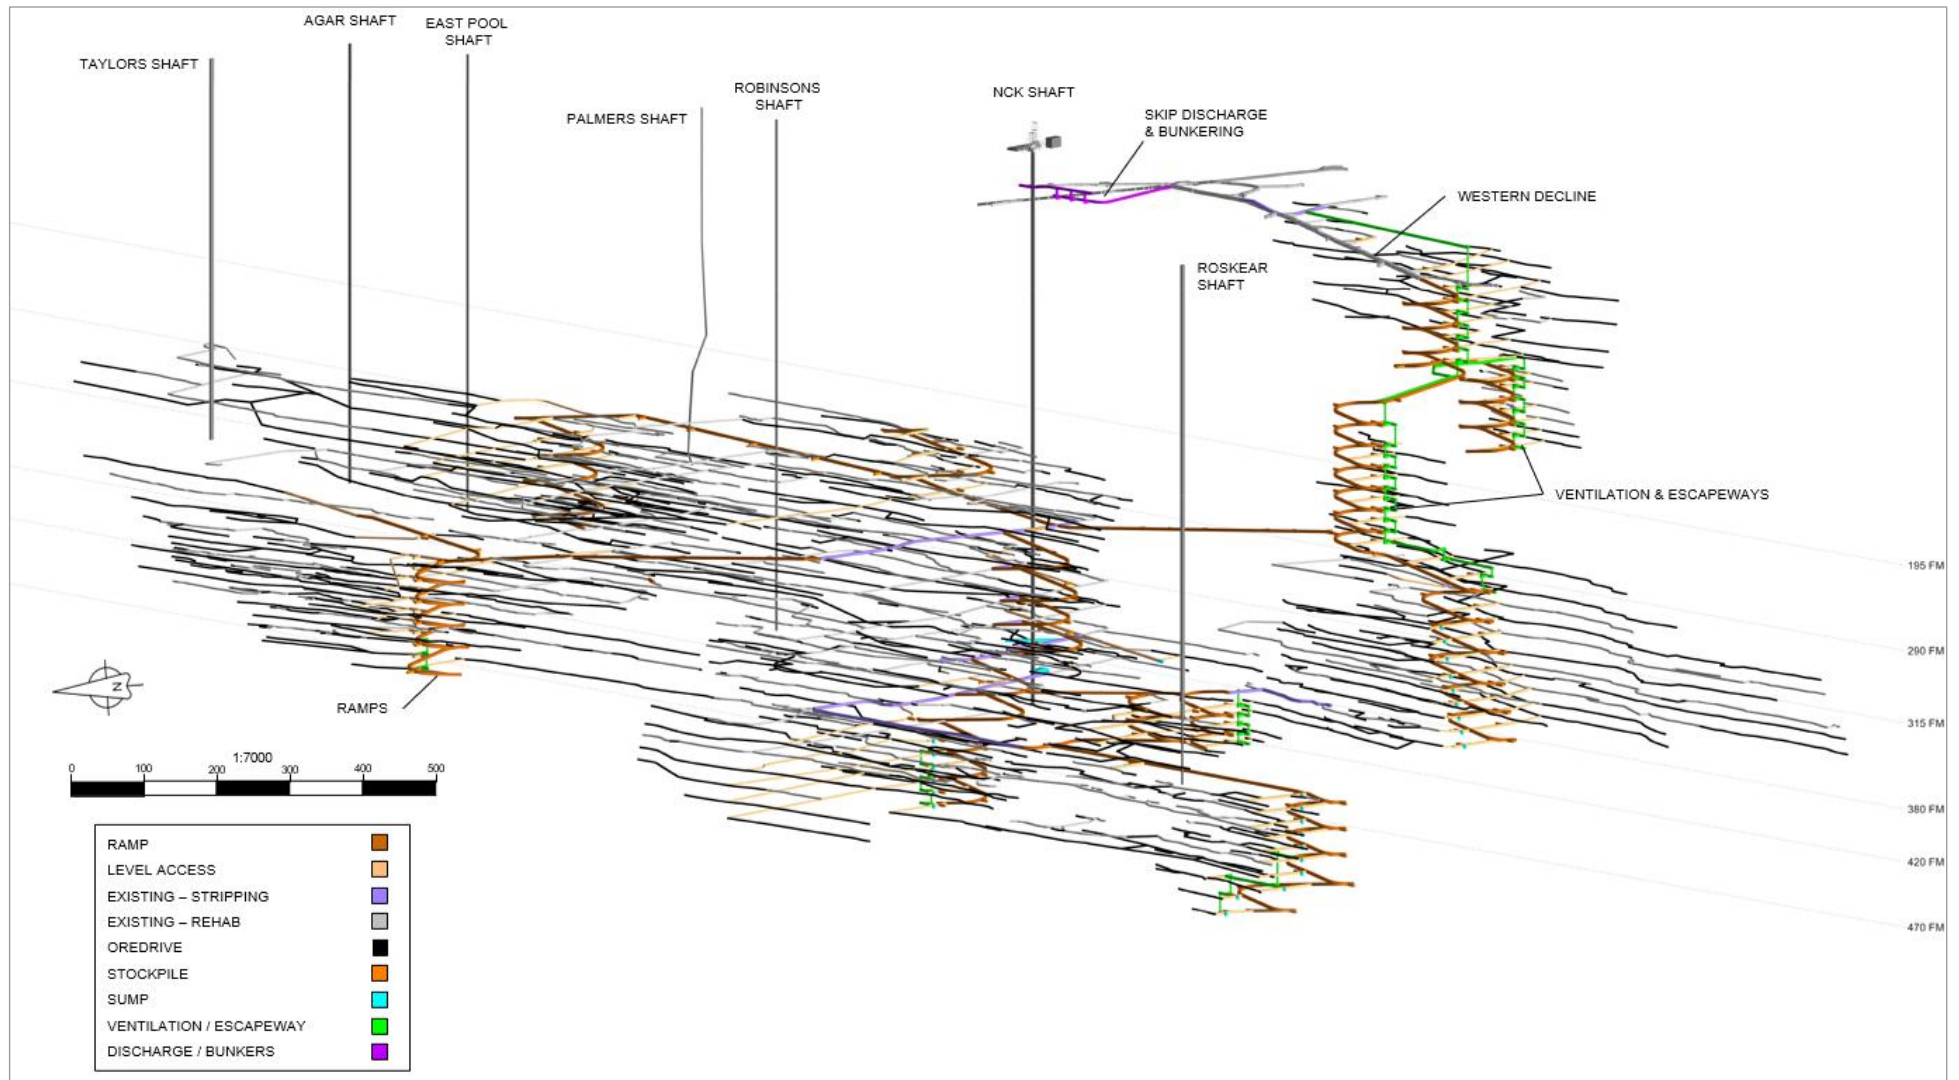 AGAR SHAFT
EAST POOL
SHAFT
TAYLORS SHAFT
PALMERS SHAFT
ROBINSONS
SHAFT
NCK SHAFT
SKIP DISCHARGE
& BUNKERING
WESTERN DECLINE
ROSKEAR
SHAFT
VENTILATION & ESCAPEWAYS
195 FM
290 FM
315 FM
380 FM
420 FM
470 FM
N
RAMPS
1:7000
0 100 200 300 400 500
RAMP
LEVEL ACCESS
EXISTING – STRIPPING
EXISTING – REHAB
OREDRIVE
STOCKPILE
SUMP
VENTILATION / ESCAPEWAY
DISCHARGE / BUNKERS